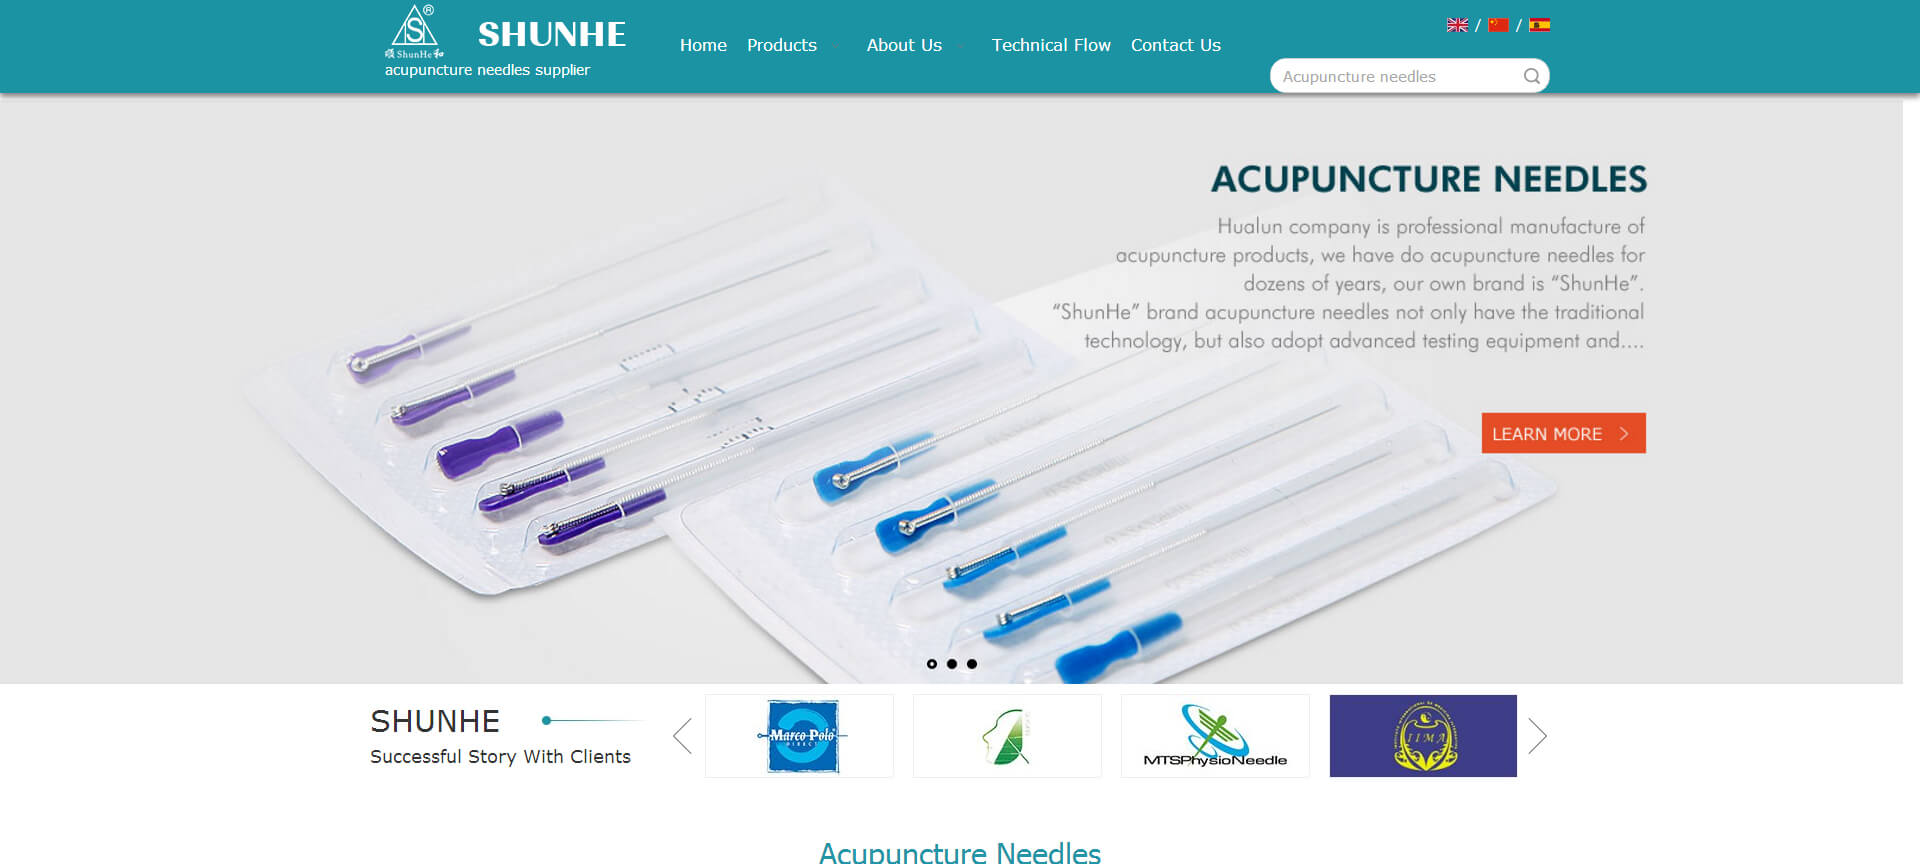 ®
SHUNHE
顺 ShunHe 和
acupuncture needles supplier
Home
Products
About Us
Technical Flow
Contact Us
/ /
Acupuncture needles
ACUPUNCTURE NEEDLES
Hualun company is professional manufacture of
acupuncture products, we have do acupuncture needles for
dozens of years, our own brand is “ShunHe”.
“ShunHe” brand acupuncture needles not only have the traditional
technology, but also adopt advanced testing equipment and....
LEARN MORE
SHUNHE
Successful Story With Clients
Marco Polo
DIRECT
MTSPhysioNeedle
IIMA
Acupuncture Needles